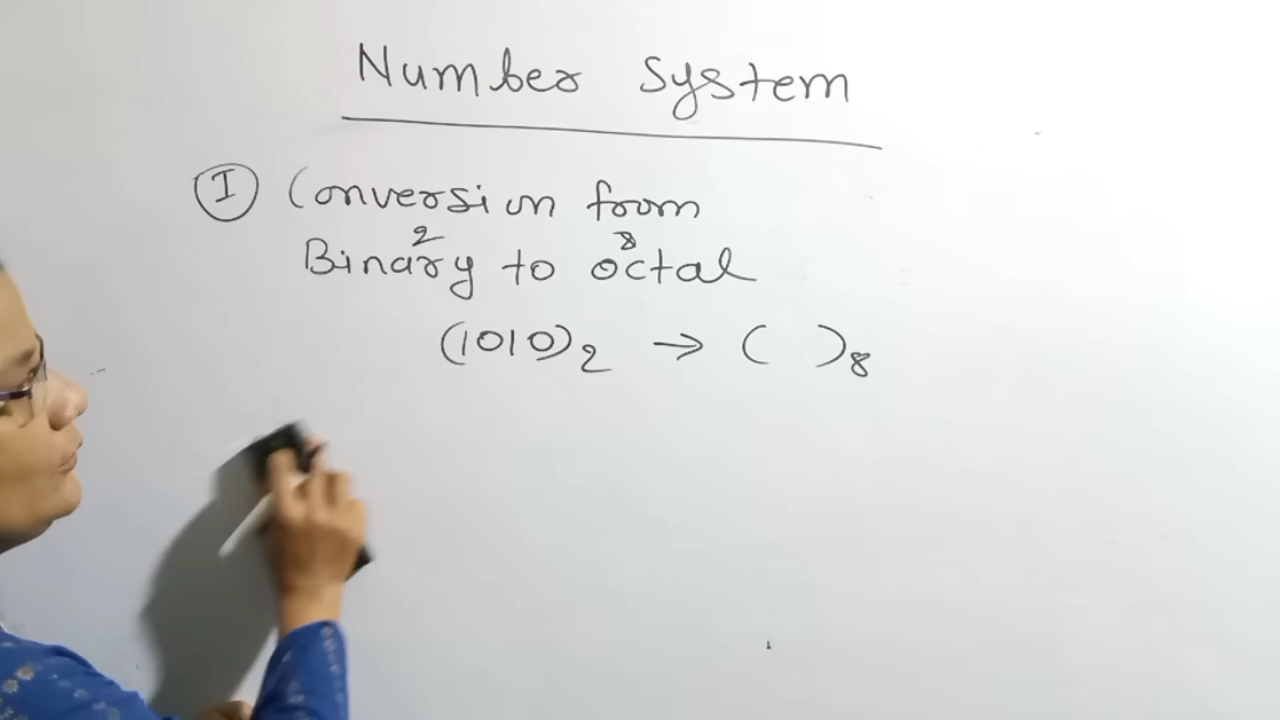 Number System
I Conversion from
2 8
Binary to octal
(1010)2 → ( )8